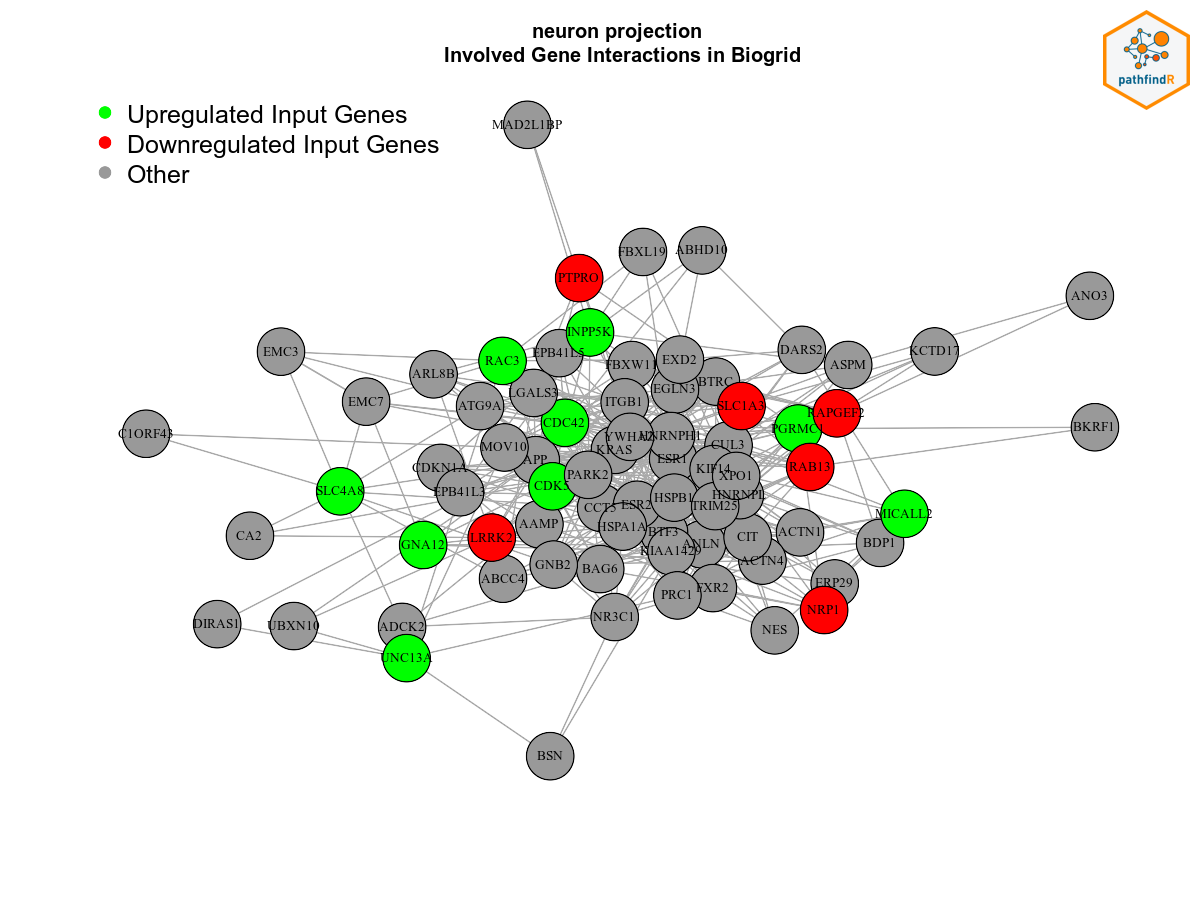 neuron projection
Involved Gene Interactions in Biogrid
pathfindR
Upregulated Input Genes
Downregulated Input Genes
Other
MAD2L1BP
FBXL19
ABHD10
PTPRO
ANO3
INPP5K
EMC3
RAC3
EPB41L5
FBXW11
EXD2
DARS2
ASPM
KCTD17
ARL8B
LGALS3
EGLN3
BTRC
EMC7
ATG9A
ITGB1
SLC1A3
RAPGEF2
C1ORF43
CDC42
PGRMC1
BKRF1
MOV10
YWHAZ
HNRNPH1
KRAS
CUL3
CDKN1A
APP
ESR1
KIF14
RAB13
SLC4A8
EPB41L3
CDK5
PARK2
XPO1
HNRNPL
CCT5
ESR2
HSPB1
TRIM25
MICALL2
CA2
GNA12
LRRK2
AAMP
HSPA1A
BTF3
KIAA1429
ANLN
CIT
ACTN1
BDP1
ABCC4
GNB2
BAG6
ACTN4
ERP29
PRC1
FXR2
DIRAS1
UBXN10
ADCK2
NR3C1
NRP1
NES
UNC13A
BSN